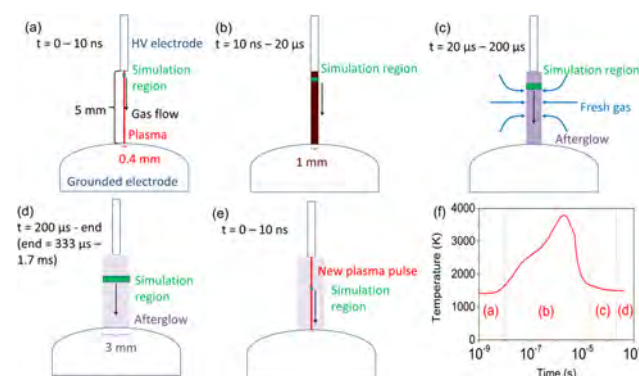 (a)
t = 0 – 10 ns
HV electrode
Simulation
region
5 mm
Gas flow
Plasma
0.4 mm
Grounded electrode
(b)
t = 10 ns – 20 µs
Simulation region
1 mm
(c)
t = 20 µs – 200 µs
Simulation
region
Fresh gas
Afterglow
(d)
t = 200 µs - end
(end = 333 µs –
1.7 ms)
Simulation
region
Afterglow
3 mm
(e)
t = 0 – 10 ns
New plasma pulse
Simulation
region
(f)
Temperature (K)
4000
3000
2000
1000
0
(a)
(b)
(c)
(d)
10⁻⁹
10⁻⁷
10⁻⁵
10⁻³
Time (s)